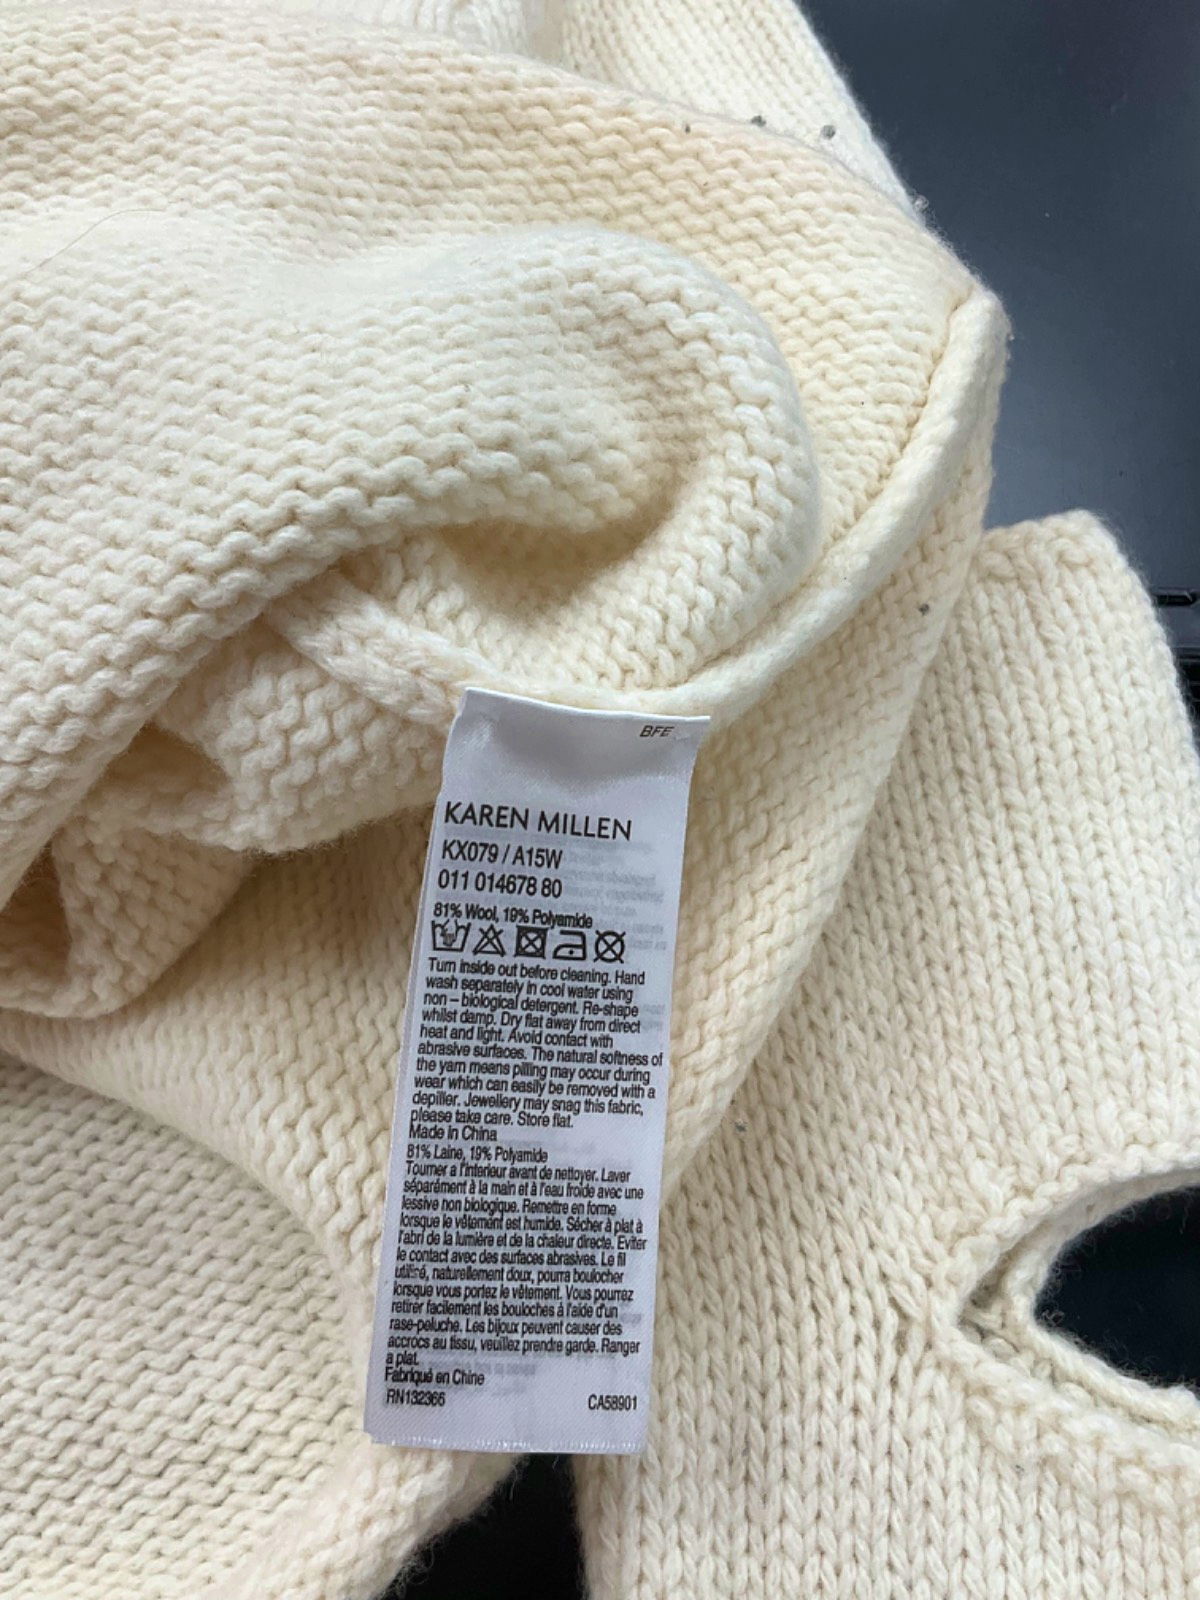 BFE
KAREN MILLEN
KX079 / A15W
011 014678 80
81% Wool, 19% Polyamide
Turn inside out before cleaning. Hand
wash separately in cool water using
non – biological detergent. Re-shape
whilst damp. Dry flat away from direct
heat and light. Avoid contact with
abrasive surfaces. The natural softness of
the yarn means pilling may occur during
wear which can easily be removed with a
depiller. Jewellery may snag this fabric,
please take care. Store flat.
Made in China
81% Laine, 19% Polyamide
Tourner a l'interieur avant de nettoyer. Laver
séparément à la main et à l'eau froide avec une
lessive non biologique. Remettre en forme
lorsque le vêtement est humide. Sécher à plat à
l'abri de la lumière et de la chaleur directe. Eviter
le contact avec des surfaces abrasives. Le fil
utilisé, naturellement doux, pourra boulocher
lorsque vous portez le vêtement. Vous pourrez
retirer facilement les bouloches à l'aide d'un
rase-peluche. Les bijoux peuvent causer des
accrocs au tissu, veuillez prendre garde. Ranger
a plat.
Fabriqué en Chine
RN132366 CA58901